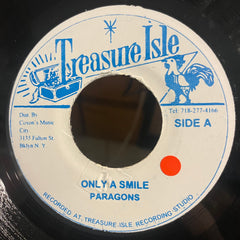 Treasure Isle
Dist. By
Coxon's Music
City
3135 Fulton St.
Bklyn N.Y
Tel: 718-277-4166
SIDE A
ONLY A SMILE
PARAGONS
RECORDED AT TREASURE ISLE RECORDING STUDIO